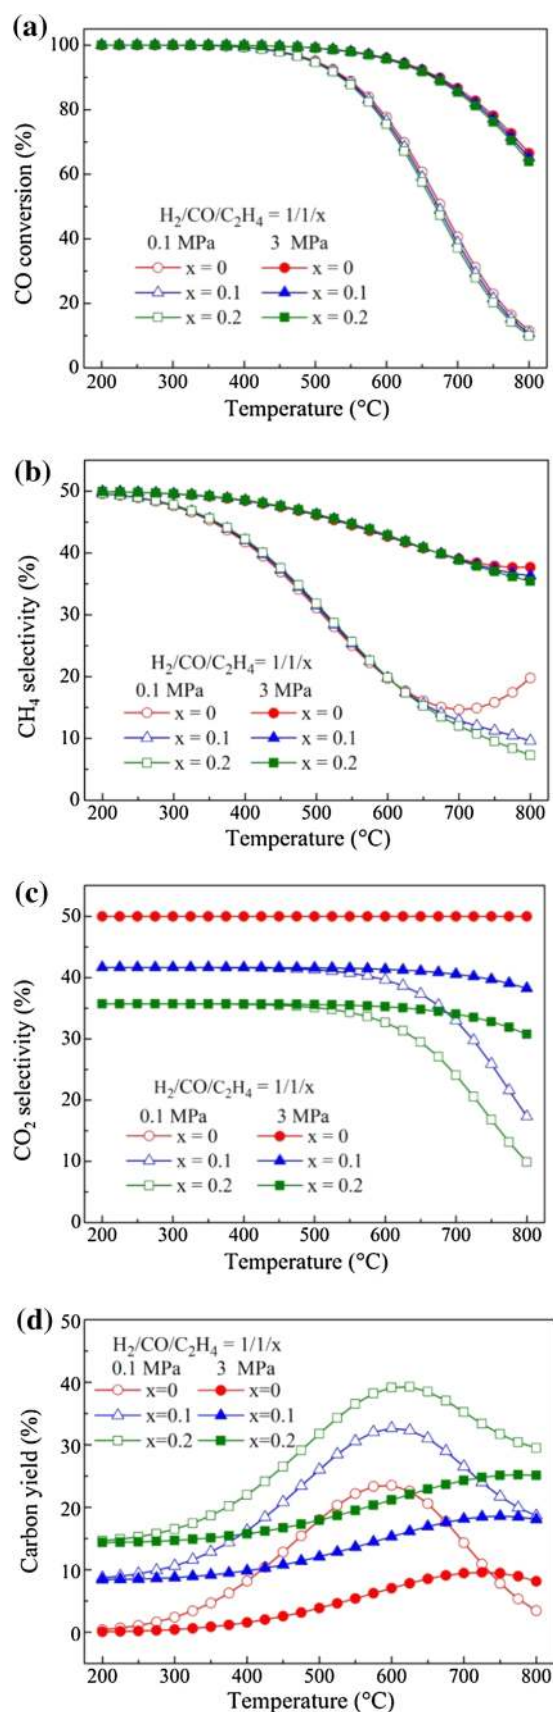 (a)
100
80
60
40
20
0
CO conversion (%)
H₂/CO/C₂H₄ = 1/1/x
0.1 MPa 3 MPa
x = 0 x = 0
x = 0.1 x = 0.1
x = 0.2 x = 0.2
200 300 400 500 600 700 800
Temperature (°C)
(b)
50
40
30
20
10
0
CH₄ selectivity (%)
H₂/CO/C₂H₄= 1/1/x
0.1 MPa 3 MPa
x = 0 x = 0
x = 0.1 x = 0.1
x = 0.2 x = 0.2
200 300 400 500 600 700 800
Temperature (°C)
(c)
50
40
30
20
10
0
CO₂ selectivity (%)
H₂/CO/C₂H₄ = 1/1/x
0.1 MPa 3 MPa
x = 0 x = 0
x = 0.1 x = 0.1
x = 0.2 x = 0.2
200 300 400 500 600 700 800
Temperature (°C)
(d)
50
40
30
20
10
0
Carbon yield (%)
H₂/CO/C₂H₄ = 1/1/x
0.1 MPa 3 MPa
x=0 x=0
x=0.1 x=0.1
x=0.2 x=0.2
200 300 400 500 600 700 800
Temperature (°C)